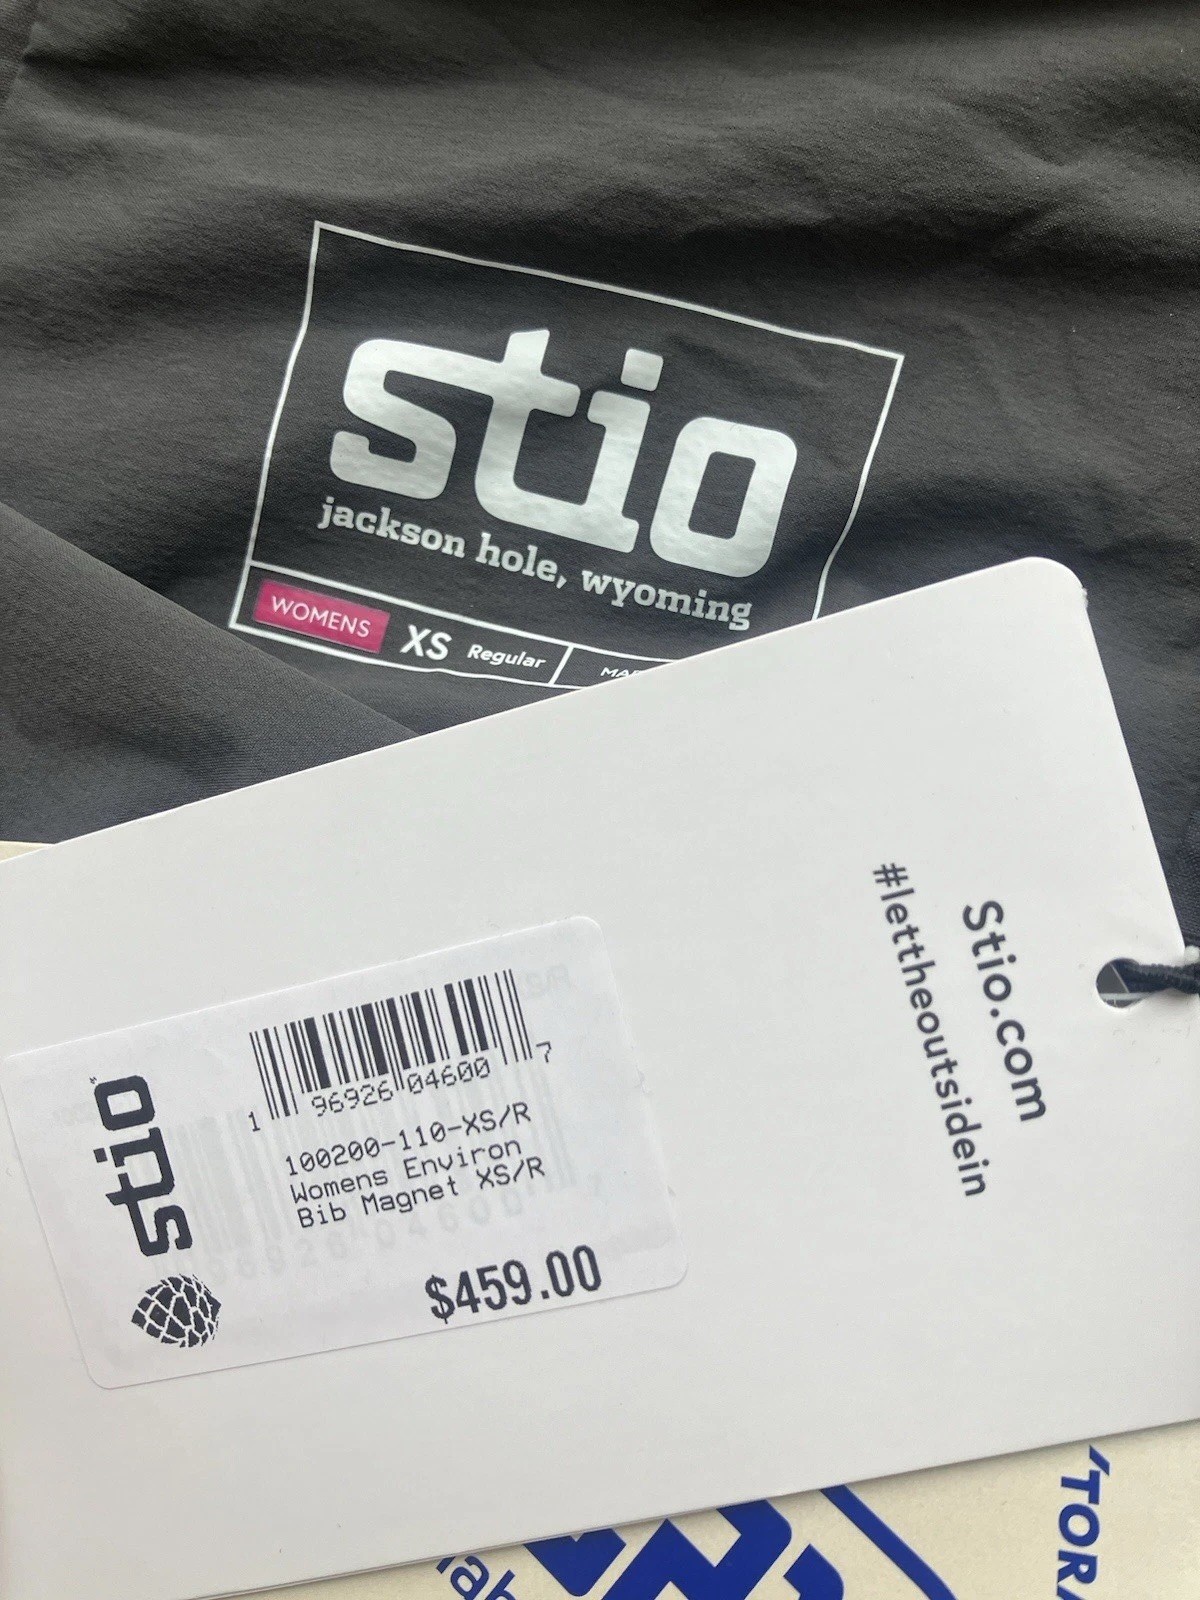 stio
jackson hole, wyoming
WOMENS XS Regular
Stio.com
#lettheoutsidein
1 96926 04600 7
100200-110-XS/R
Womens Environ
Bib Magnet XS/R
stio
$459.00